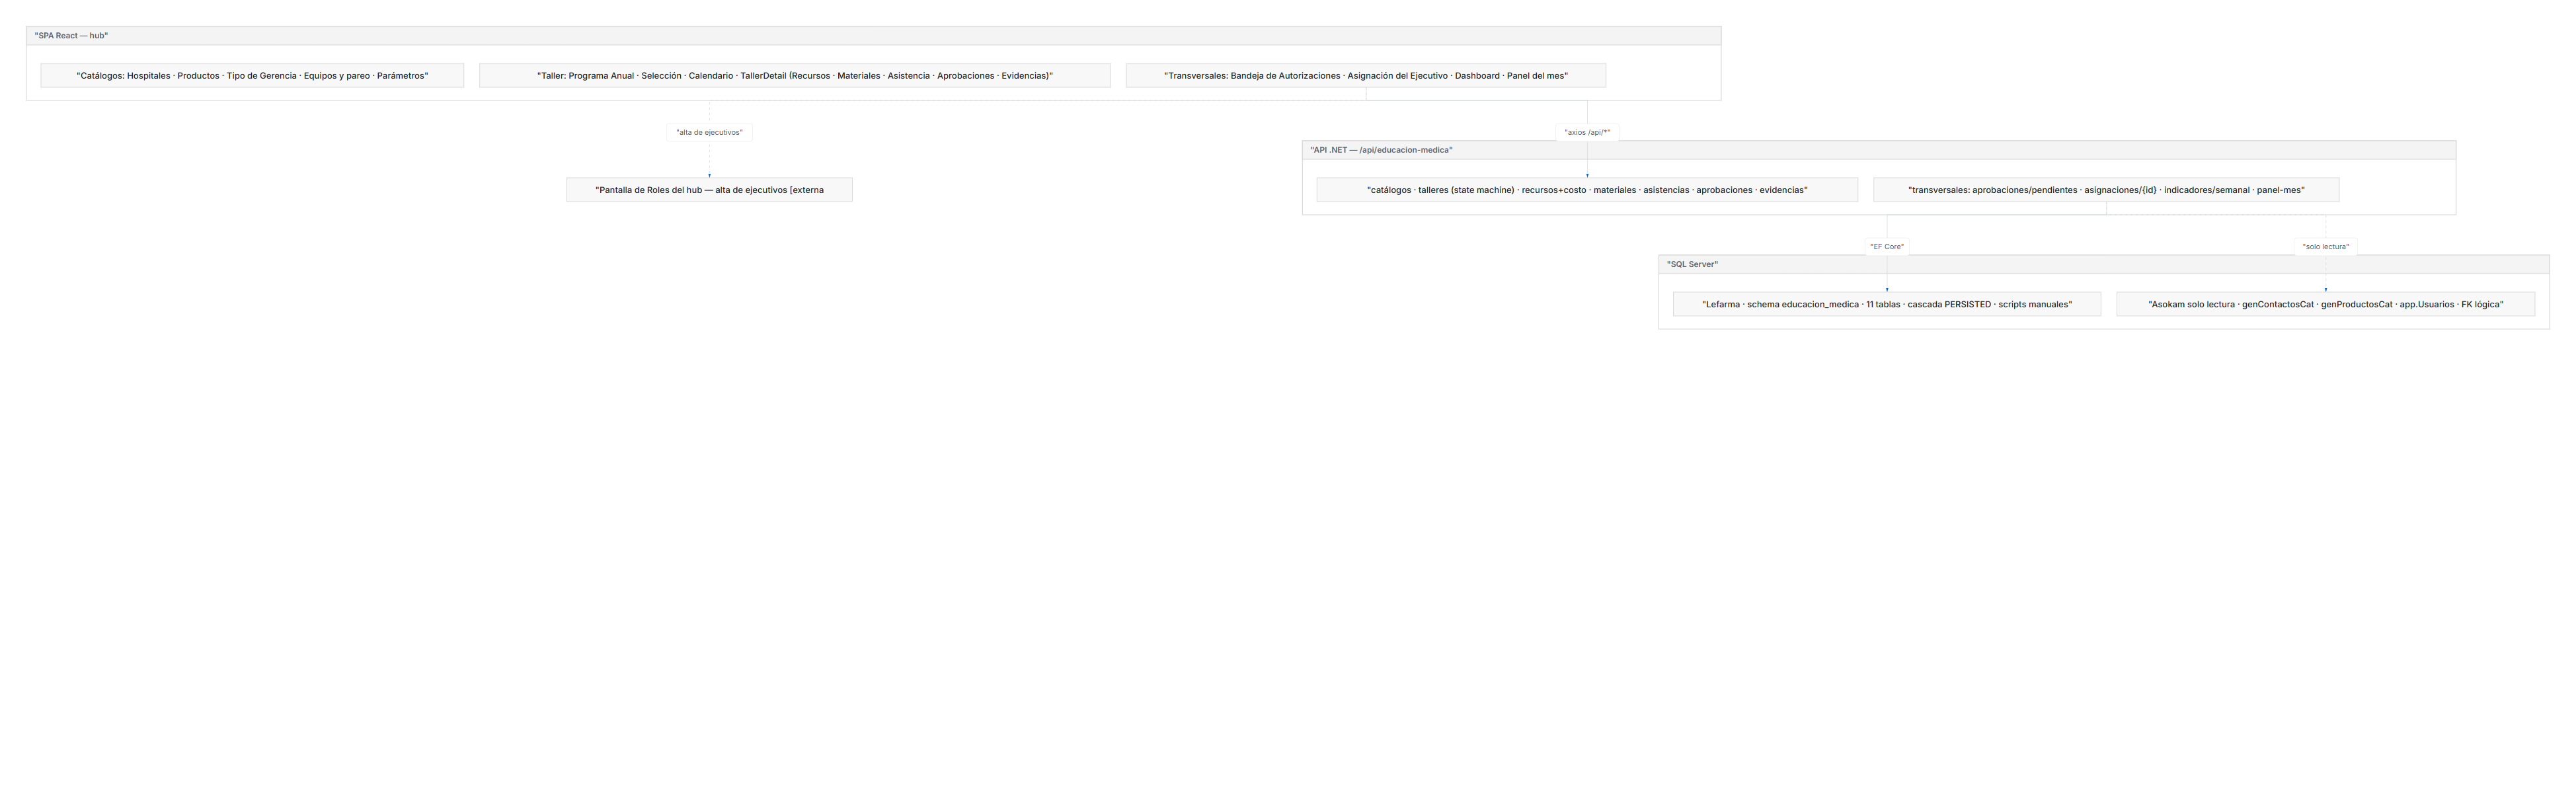 "SPA React — hub"
"Catálogos: Hospitales · Productos · Tipo de Gerencia · Equipos y pareo · Parámetros"
"Taller: Programa Anual · Selección · Calendario · TallerDetail (Recursos · Materiales · Asistencia · Aprobaciones · Evidencias)"
"Transversales: Bandeja de Autorizaciones · Asignación del Ejecutivo · Dashboard · Panel del mes"
"alta de ejecutivos"
"axios /api/*"
"API .NET — /api/educacion-medica"
"Pantalla de Roles del hub — alta de ejecutivos [externa
"catálogos · talleres (state machine) · recursos+costo · materiales · asistencias · aprobaciones · evidencias"
"transversales: aprobaciones/pendientes · asignaciones/{id} · indicadores/semanal · panel-mes"
"EF Core"
"solo lectura"
"SQL Server"
"Lefarma · schema educacion_medica · 11 tablas · cascada PERSISTED · scripts manuales"
"Asokam solo lectura · genContactosCat · genProductosCat · app.Usuarios · FK lógica"